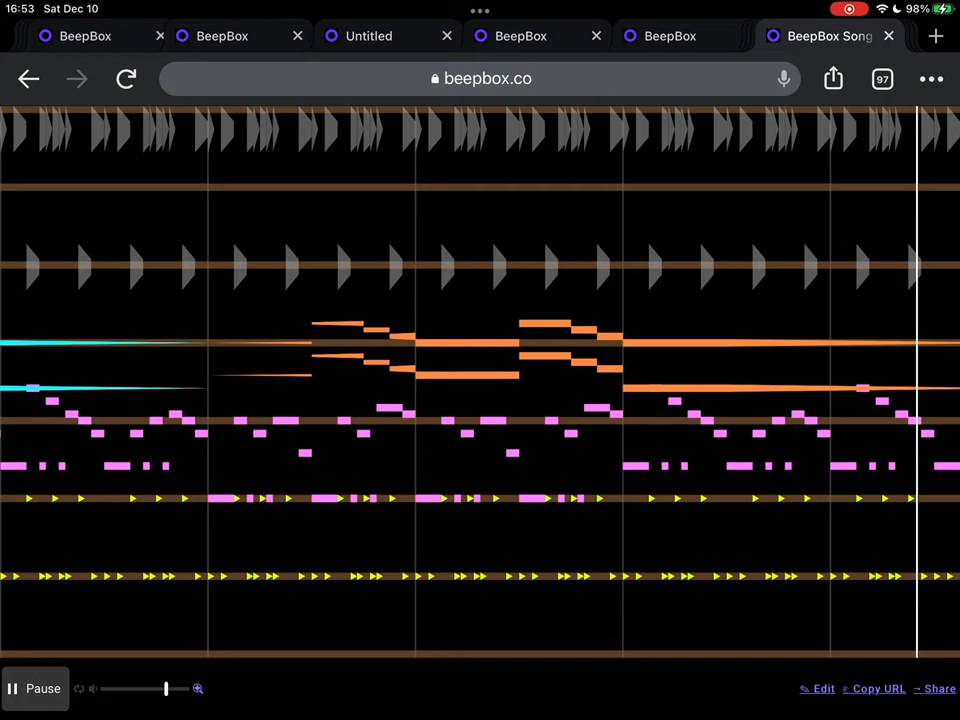 16:53 Sat Dec 10 98%
BeepBox BeepBox Untitled BeepBox BeepBox BeepBox Song
beepbox.co 97
Pause Edit Copy URL Share